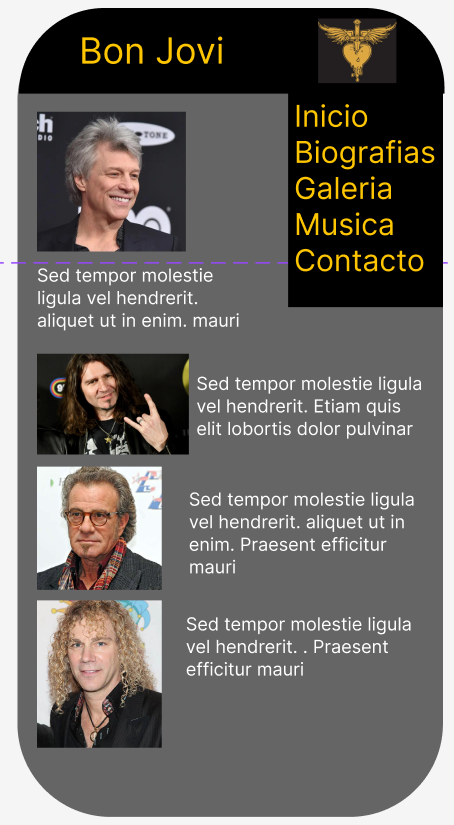 Bon Jovi
Inicio
Biografias
Galeria
Musica
Contacto
TONE
Sed tempor molestie
ligula vel hendrerit.
aliquet ut in enim. mauri
Sed tempor molestie ligula
vel hendrerit. Etiam quis
elit lobortis dolor pulvinar
Sed tempor molestie ligula
vel hendrerit. aliquet ut in
enim. Praesent efficitur
mauri
Sed tempor molestie ligula
vel hendrerit. . Praesent
efficitur mauri